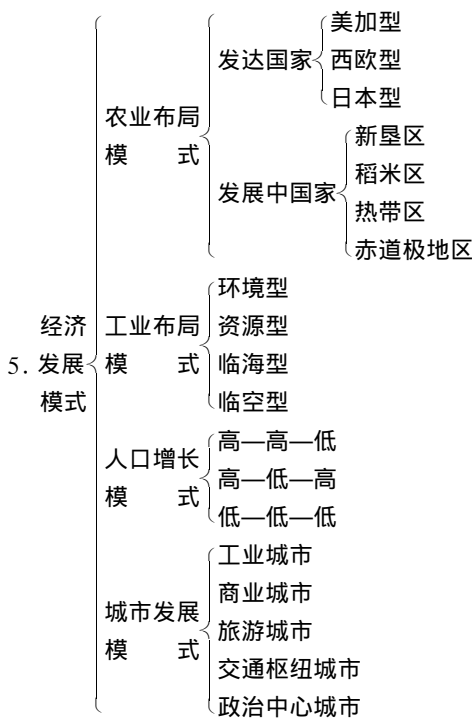 5. 经济发展模式
农业布局模式
发达国家
美加型
西欧型
日本型
发展中国家
新垦区
稻米区
热带区
赤道极地区
工业布局模式
环境型
资源型
临海型
临空型
人口增长模式
高—高—低
高—低—高
低—低—低
城市发展模式
工业城市
商业城市
旅游城市
交通枢纽城市
政治中心城市